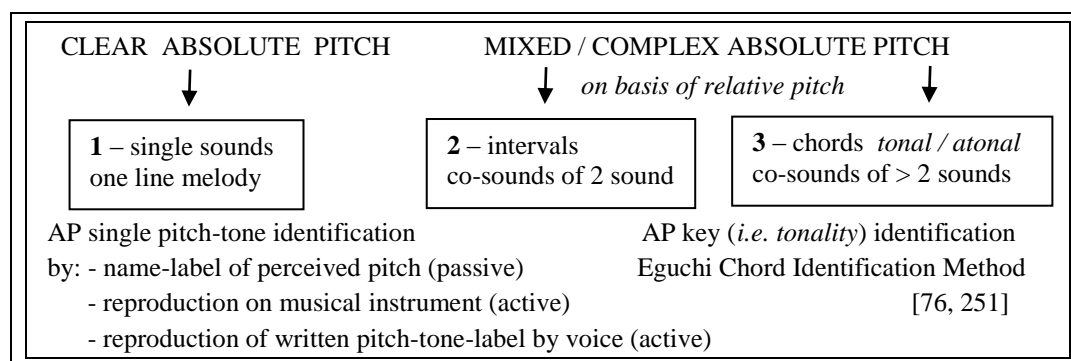 CLEAR ABSOLUTE PITCH MIXED / COMPLEX ABSOLUTE PITCH
on basis of relative pitch
1 – single sounds
one line melody
2 – intervals
co-sounds of 2 sound
3 – chords tonal / atonal
co-sounds of > 2 sounds
AP single pitch-tone identification
by: - name-label of perceived pitch (passive)
- reproduction on musical instrument (active)
- reproduction of written pitch-tone-label by voice (active)
AP key (i.e. tonality) identification
Eguchi Chord Identification Method
[76, 251]